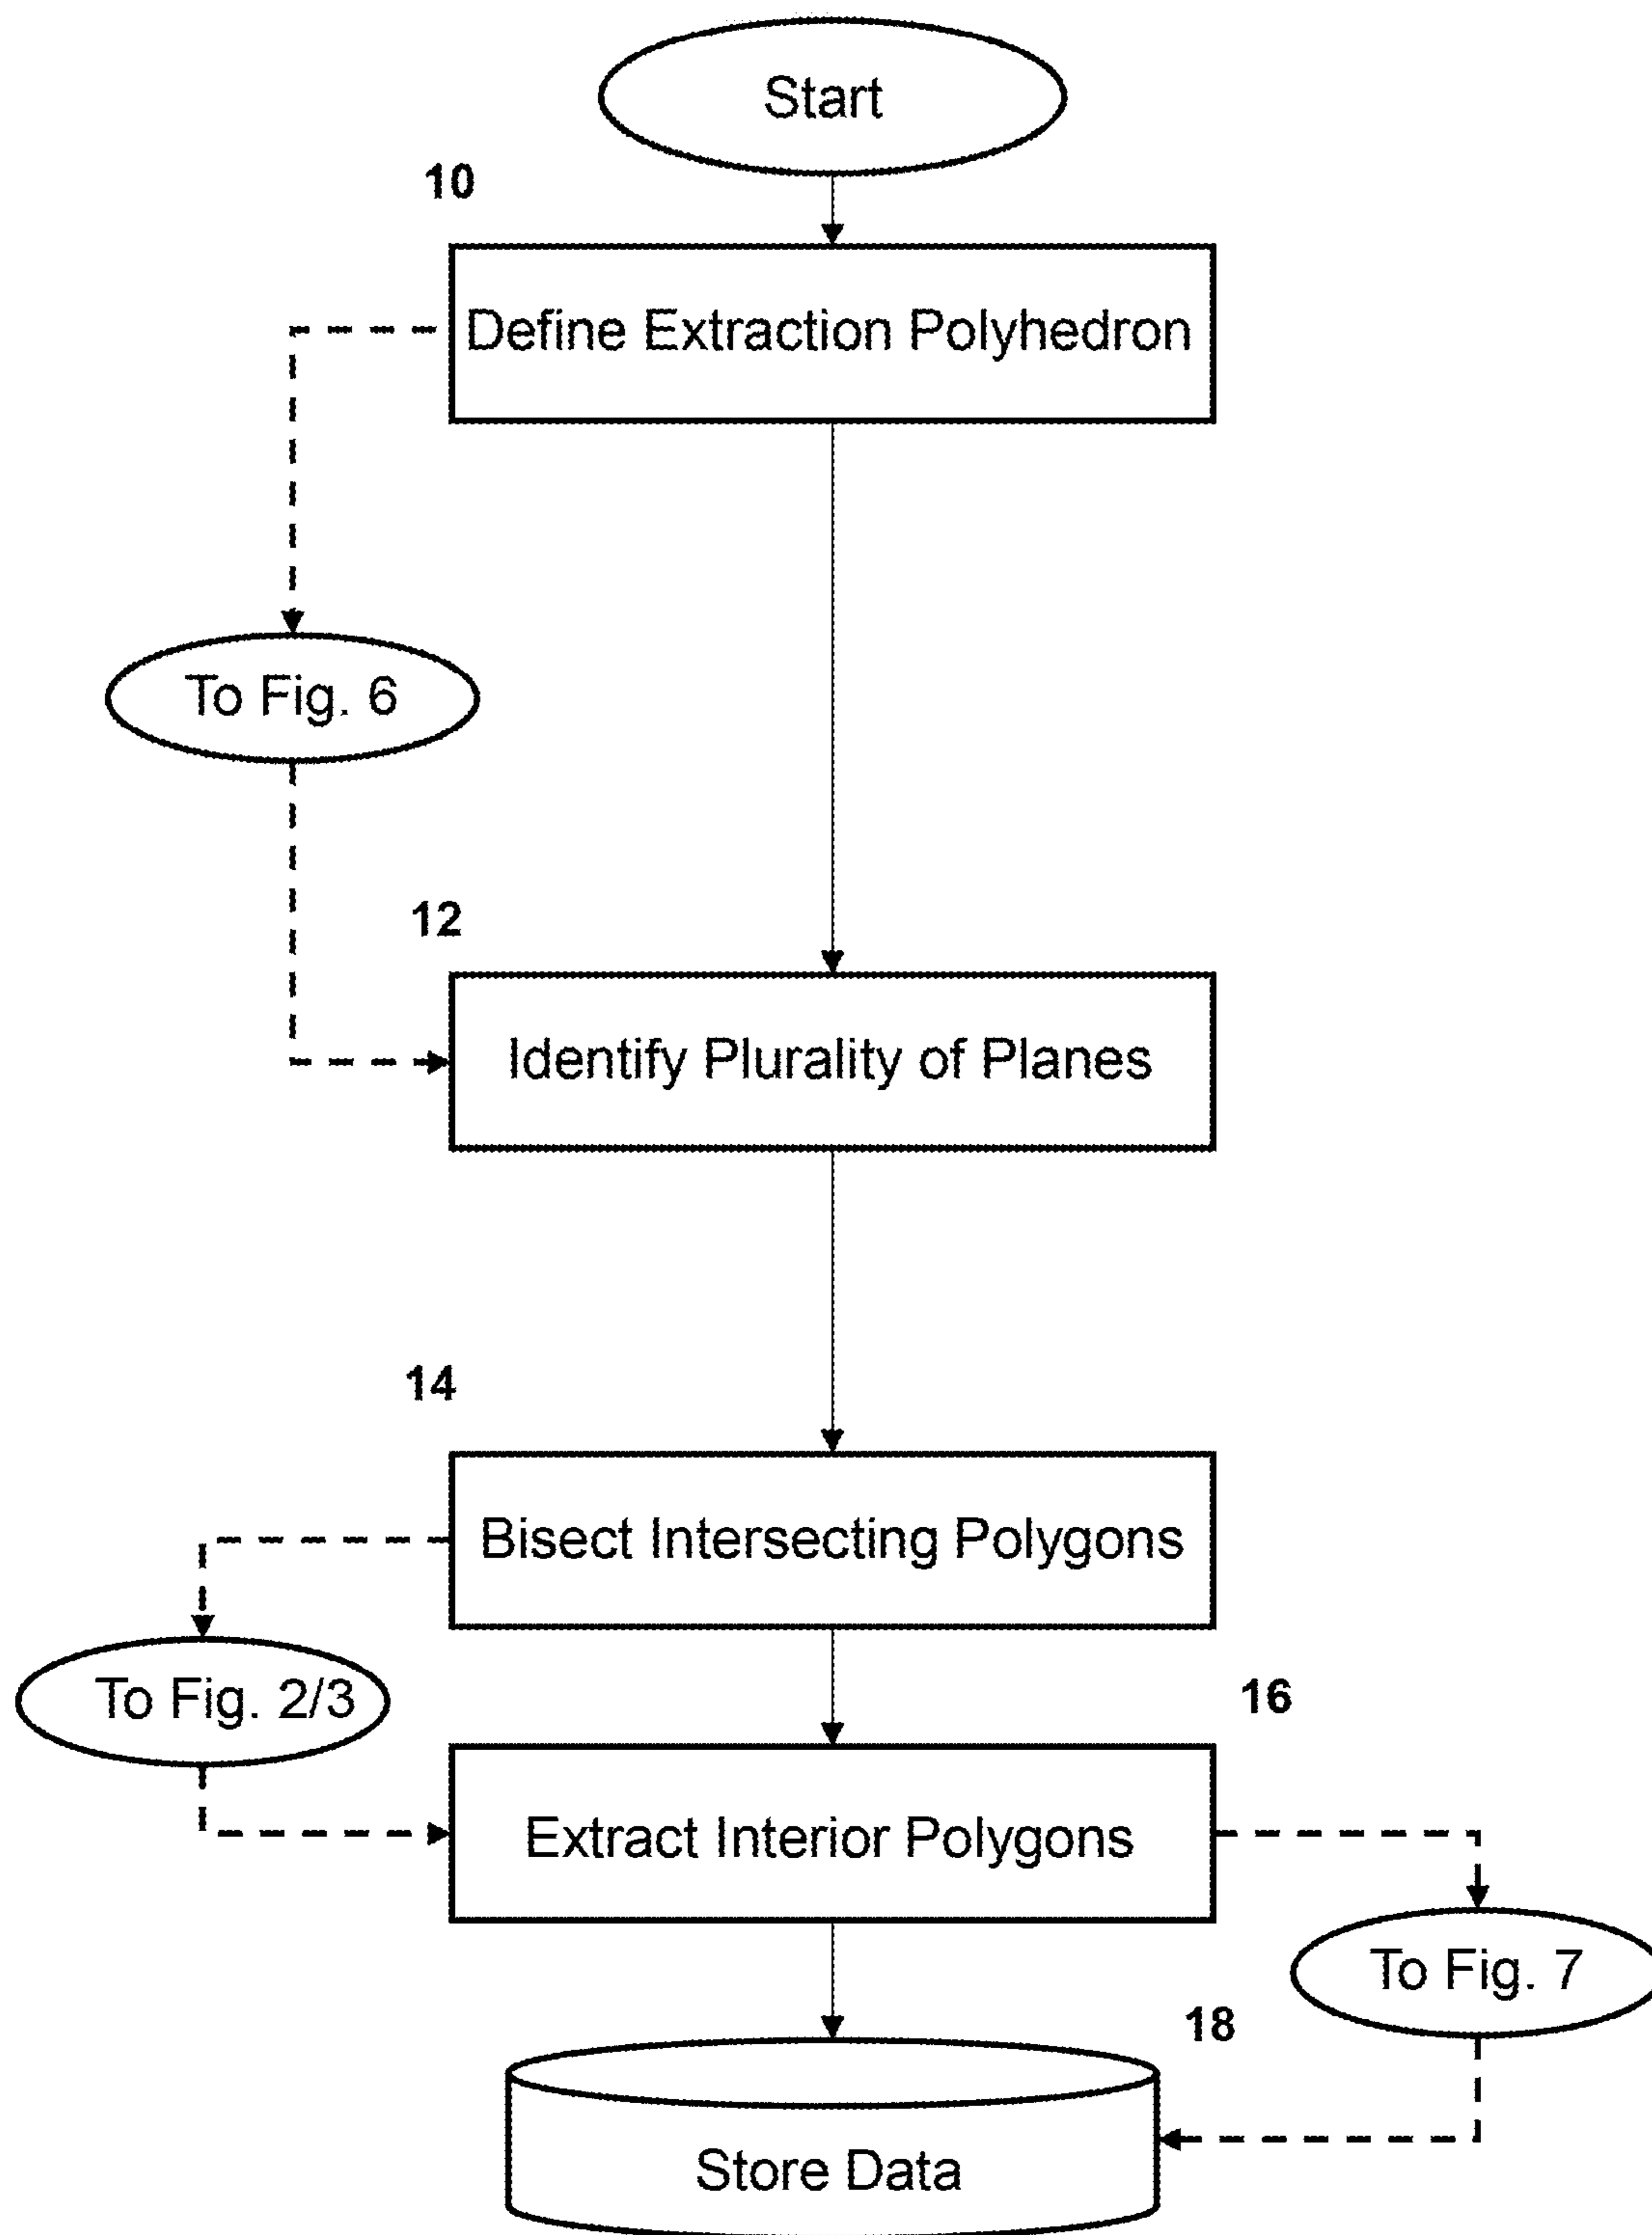 Start
10
Define Extraction Polyhedron
To Fig. 6
12
Identify Plurality of Planes
14
Bisect Intersecting Polygons
To Fig. 2/3
16
Extract Interior Polygons
To Fig. 7
18
Store Data